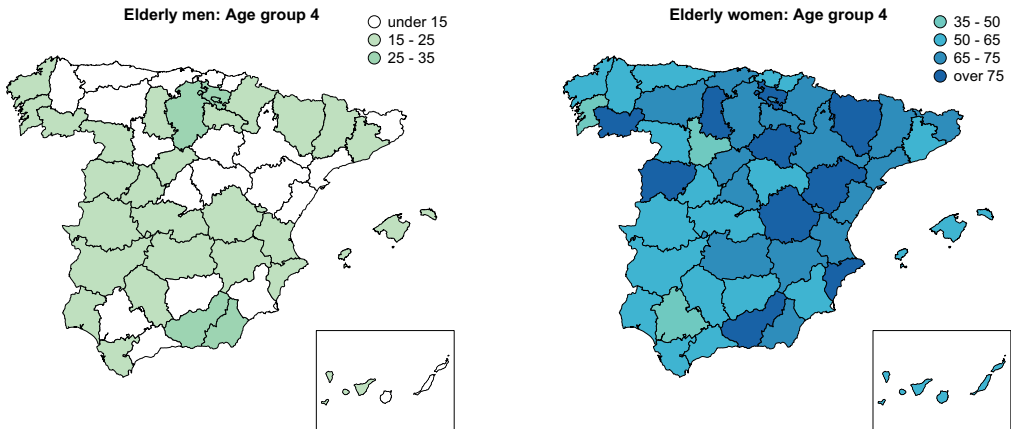 Elderly men: Age group 4
under 15
15 - 25
25 - 35
Elderly women: Age group 4
35 - 50
50 - 65
65 - 75
over 75